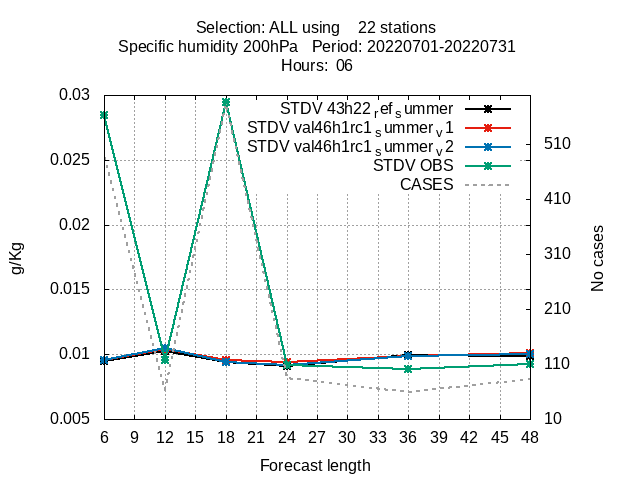 Selection: ALL using 22 stations
Specific humidity 200hPa Period: 20220701-20220731
Hours: 06
0.03
0.025
0.02
0.015
0.01
0.005
g/Kg
STDV 43h22refsummer
STDV val46h1rc1summerv1
STDV val46h1rc1summerv2
STDV OBS
CASES
510
410
310
210
110
10
No cases
6 9 12 15 18 21 24 27 30 33 36 39 42 45 48
Forecast length